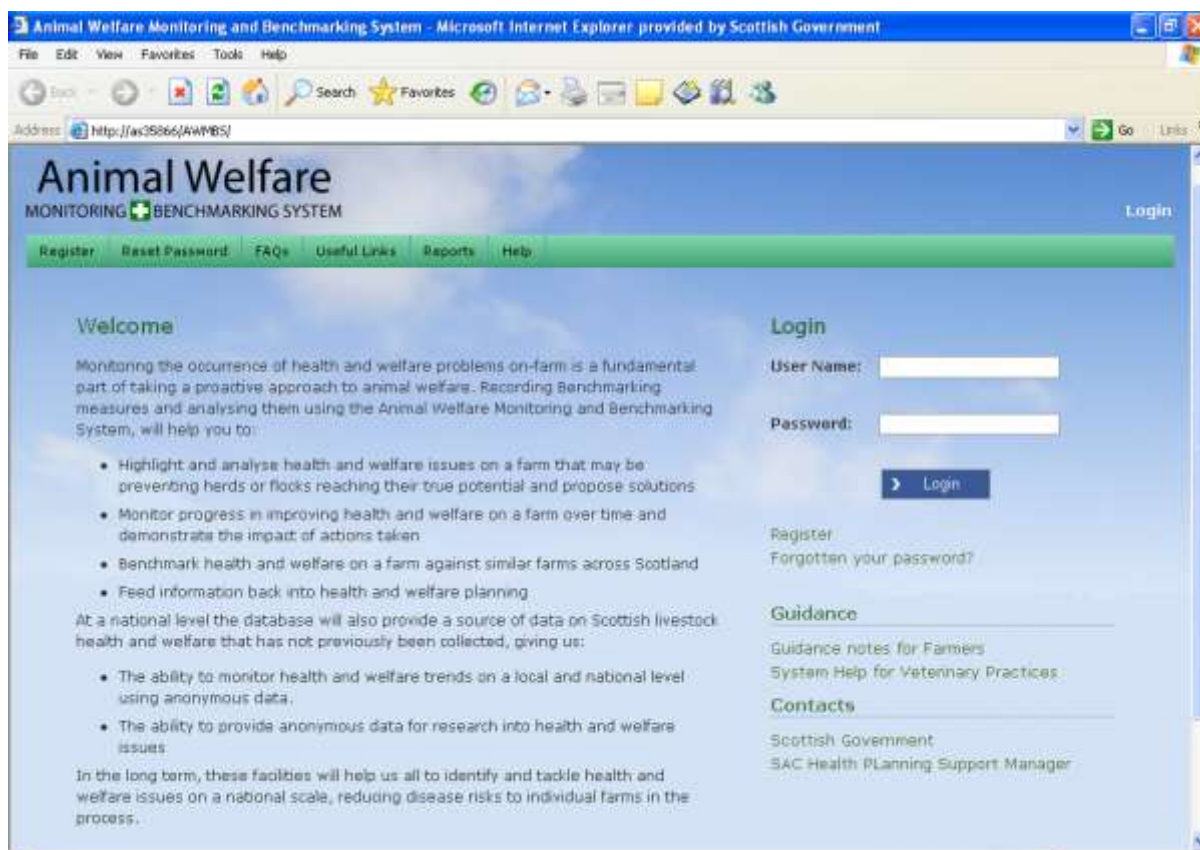 Animal Welfare Monitoring and Benchmarking System - Microsoft Internet Explorer provided by Scottish Government
File Edit View Favorites Tools Help
Back Search Favorites
Address http://as35866/AWMBS/ Go Links
Animal Welfare
MONITORING BENCHMARKING SYSTEM
Login
Register Reset Password FAQs Useful Links Reports Help
Welcome
Monitoring the occurrence of health and welfare problems on-farm is a fundamental
part of taking a proactive approach to animal welfare. Recording Benchmarking
measures and analysing them using the Animal Welfare Monitoring and Benchmarking
System, will help you to:
• Highlight and analyse health and welfare issues on a farm that may be
preventing herds or flocks reaching their true potential and propose solutions
• Monitor progress in improving health and welfare on a farm over time and
demonstrate the impact of actions taken
• Benchmark health and welfare on a farm against similar farms across Scotland
• Feed information back into health and welfare planning
At a national level the database will also provide a source of data on Scottish livestock
health and welfare that has not previously been collected, giving us:
• The ability to monitor health and welfare trends on a local and national level
using anonymous data.
• The ability to provide anonymous data for research into health and welfare
issues
In the long term, these facilities will help us all to identify and tackle health and
welfare issues on a national scale, reducing disease risks to individual farms in the
process.
Login
User Name:
Password:
Login
Register
Forgotten your password?
Guidance
Guidance notes for Farmers
System Help for Veternary Practices
Contacts
Scottish Government
SAC Health PLanning Support Manager